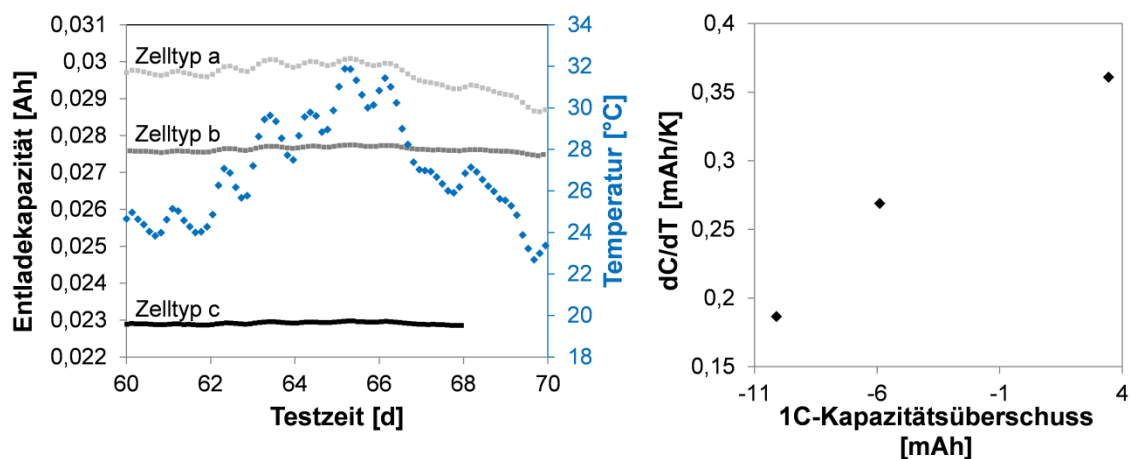 0,031
0,03
0,029
0,028
0,027
0,026
0,025
0,024
0,023
0,022
Entladekapazität [Ah]
Zelltyp a
Zelltyp b
Zelltyp c
60 62 64 66 68 70
Testzeit [d]
34
32
30
28
26
24
22
20
18
Temperatur [°C]
0,4
0,35
0,3
0,25
0,2
0,15
dC/dT [mAh/K]
-11 -6 -1 4
1C-Kapazitätsüberschuss
[mAh]